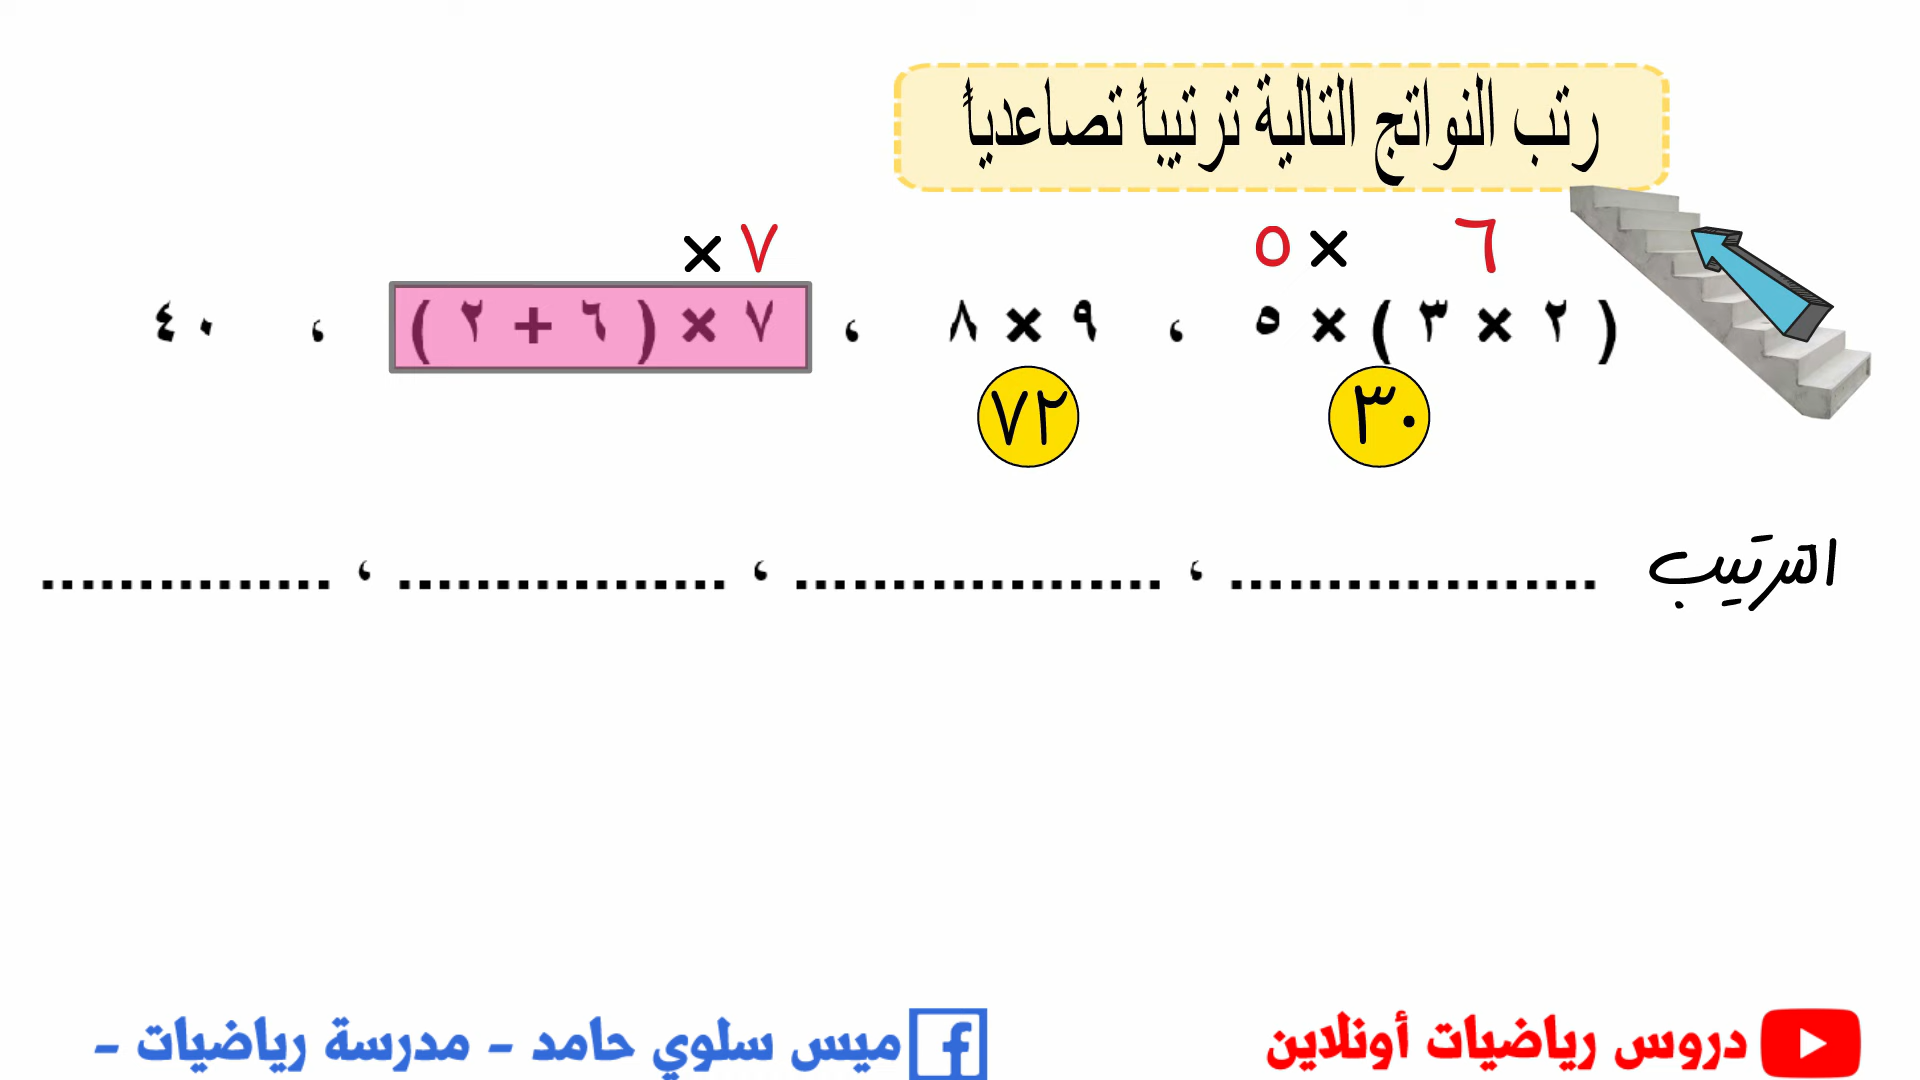 رتب النواتج التالية ترتيباً تصاعدياً
٦ × ٥ ٧ ×
( ٢ × ٣ ) × ٥ ، ٩ × ٨ ، ٧ × ( ٦ + ٢ ) ، ٤٠
٣٠ ٧٢
الترتيب ................... ، ................... ، ................. ، ...............
دروس رياضيات أونلاين
ميس سلوي حامد - مدرسة رياضيات -